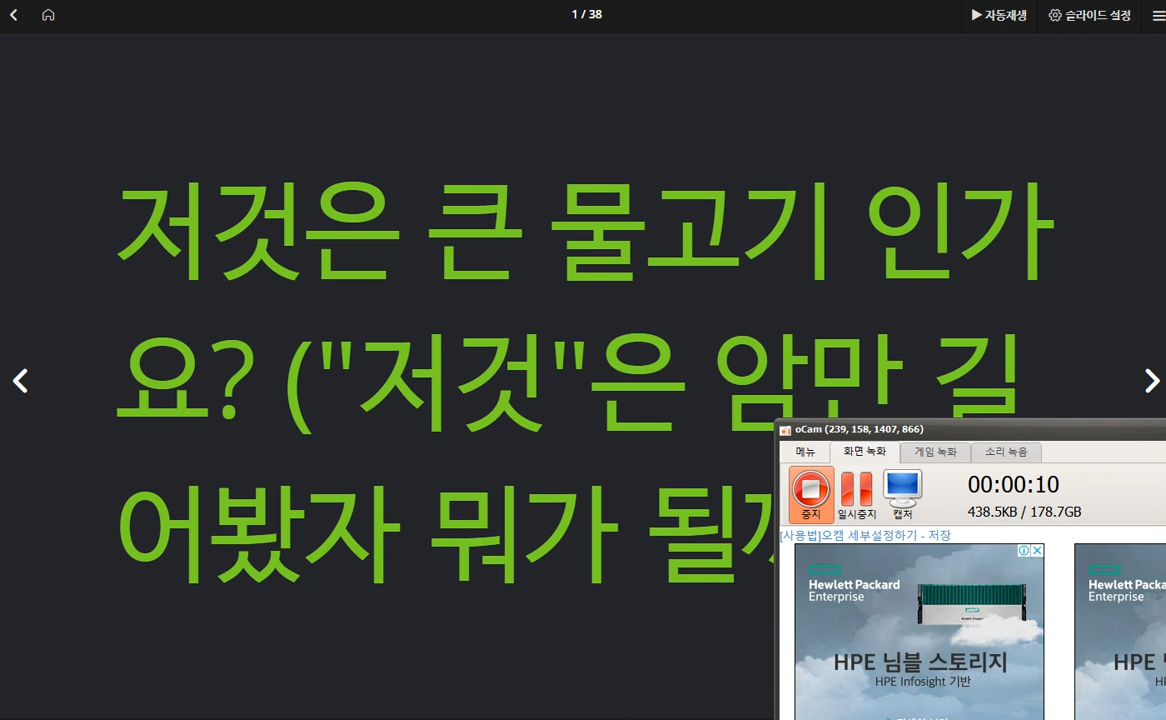 1 / 38
▶ 자동재생
슬라이드 설정
저것은 큰 물고기 인가
요? ("저것"은 암만 길
어봤자 뭐가 될
oCam (239, 158, 1407, 866)
메뉴
화면 녹화
게임 녹화
소리 녹음
중지
일시중지
캡처
00:00:10
438.5KB / 178.7GB
[사용법]오캠 세부설정하기 - 저장
Hewlett Packard
Enterprise
HPE 님블 스토리지
HPE Infosight 기반
Hewlett
Enterprise
HPE